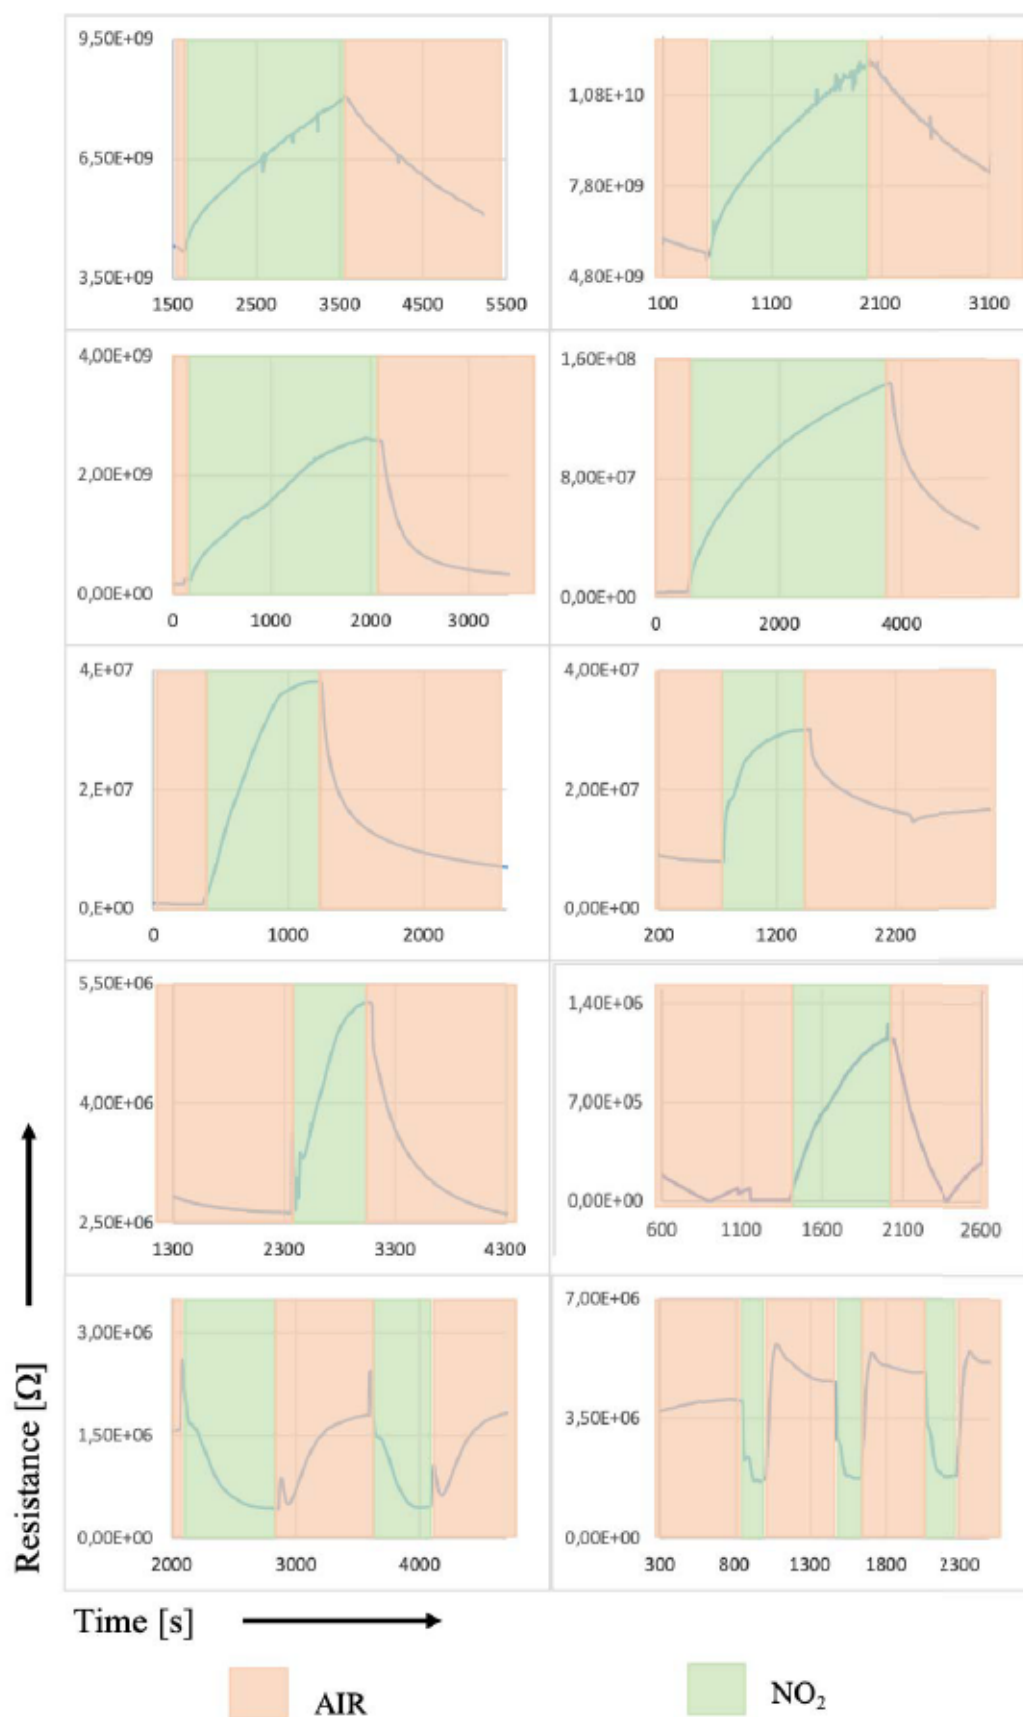 9,50E+09
6,50E+09
3,50E+09
1500 2500 3500 4500 5500
1,08E+10
7,80E+09
4,80E+09
100 1100 2100 3100
4,00E+09
2,00E+09
0,00E+00
0 1000 2000 3000
1,60E+08
8,00E+07
0,00E+00
0 2000 4000
4,E+07
2,E+07
0,E+00
0 1000 2000
4,00E+07
2,00E+07
0,00E+00
200 1200 2200
5,50E+06
4,00E+06
2,50E+06
1300 2300 3300 4300
1,40E+06
7,00E+05
0,00E+00
600 1100 1600 2100 2600
3,00E+06
1,50E+06
0,00E+00
2000 3000 4000
7,00E+06
3,50E+06
0,00E+00
300 800 1300 1800 2300
Resistance [Ω]
Time [s]
AIR
NO₂